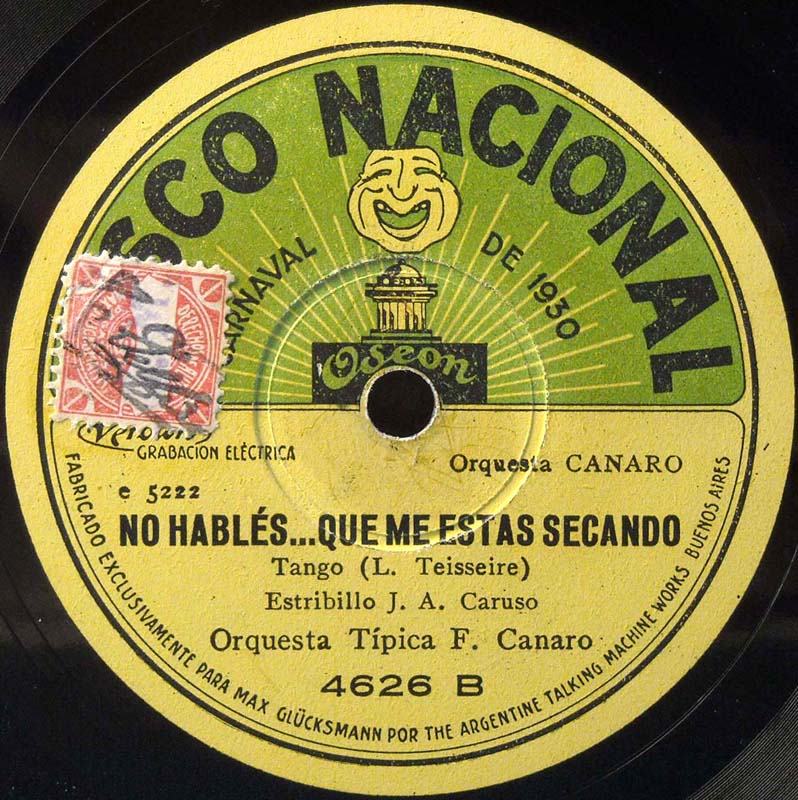 SCO NACIONAL
CARNAVAL DE 1930
Odeon
GRABACION ELÉCTRICA
Orquesta CANARO
e 5222
NO HABLÉS...QUE ME ESTAS SECANDO
Tango (L. Teisseire)
Estribillo J. A. Caruso
Orquesta Típica F. Canaro
4626 B
FABRICADO EXCLUSIVAMENTE PARA MAX GLÜCKSMANN POR THE ARGENTINE TALKING MACHINE WORKS BUENOS AIRES